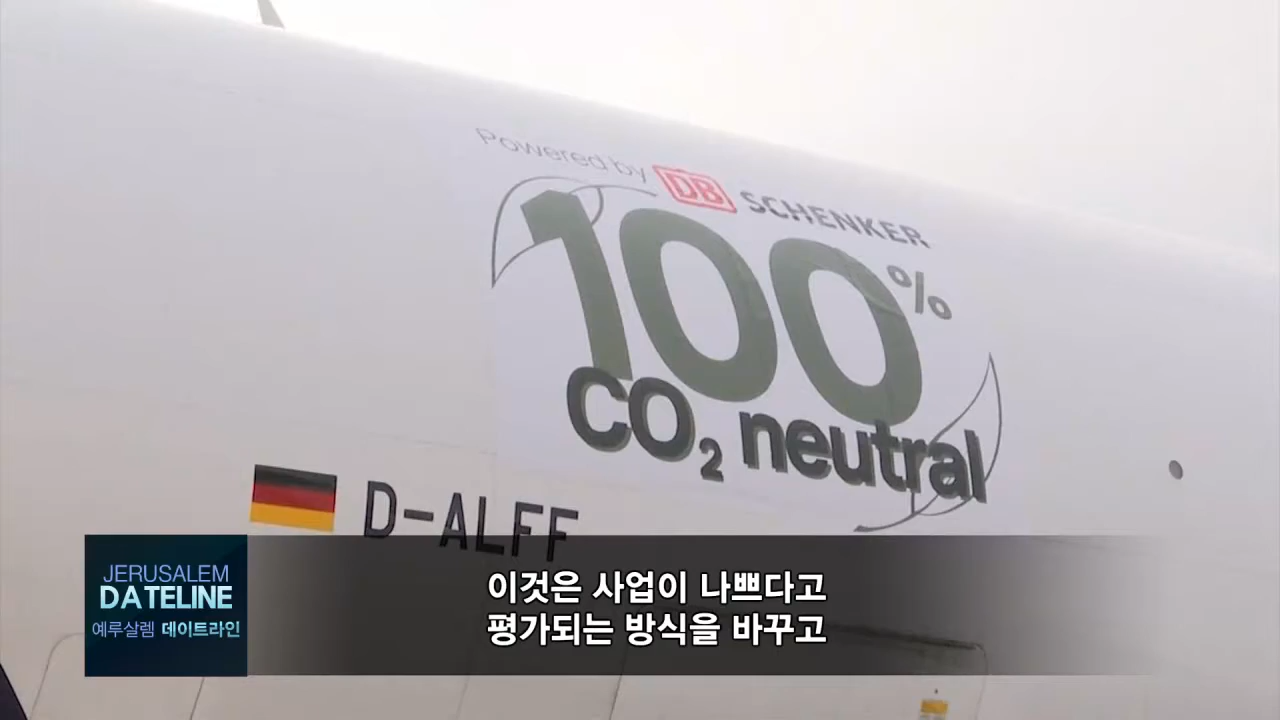 Powered by DB SCHENKER
100%
CO₂ neutral
D-ALFF
JERUSALEM
DATELINE
예루살렘 데이트라인
이것은 사업이 나쁘다고
평가되는 방식을 바꾸고